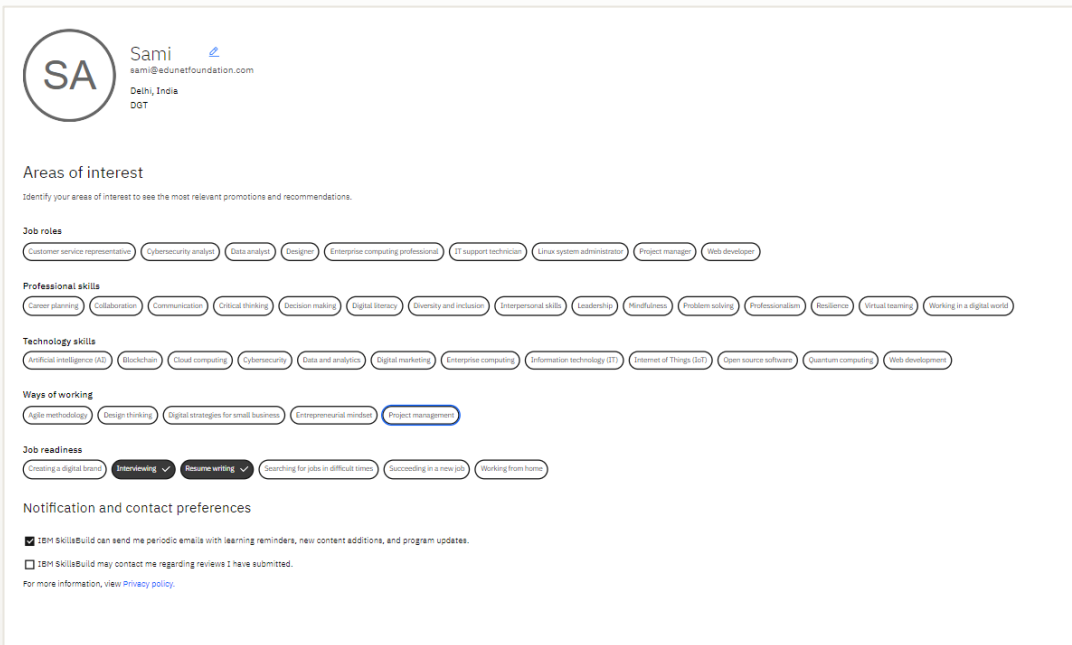 SA
Sami
sami@edunetfoundation.com
Delhi, India
DGT
Areas of interest
Identify your areas of interest to see the most relevant promotions and recommendations.
Job roles
Customer service representative Cybersecurity analyst Data analyst Designer Enterprise computing professional IT support technician Linux system administrator Project manager Web developer
Professional skills
Career planning Collaboration Communication Critical thinking Decision making Digital literacy Diversity and inclusion Interpersonal skills Leadership Mindfulness Problem solving Professionalism Resilience Virtual teaming Working in a digital world
Technology skills
Artificial intelligence (AI) Blockchain Cloud computing Cybersecurity Data and analytics Digital marketing Enterprise computing Information technology (IT) Internet of Things (IoT) Open source software Quantum computing Web development
Ways of working
Agile methodology Design thinking Digital strategies for small business Entrepreneurial mindset Project management
Job readiness
Creating a digital brand Interviewing Resume writing Searching for jobs in difficult times Succeeding in a new job Working from home
Notification and contact preferences
IBM SkillsBuild can send me periodic emails with learning reminders, new content additions, and program updates.
IBM SkillsBuild may contact me regarding reviews I have submitted.
For more information, view Privacy policy.